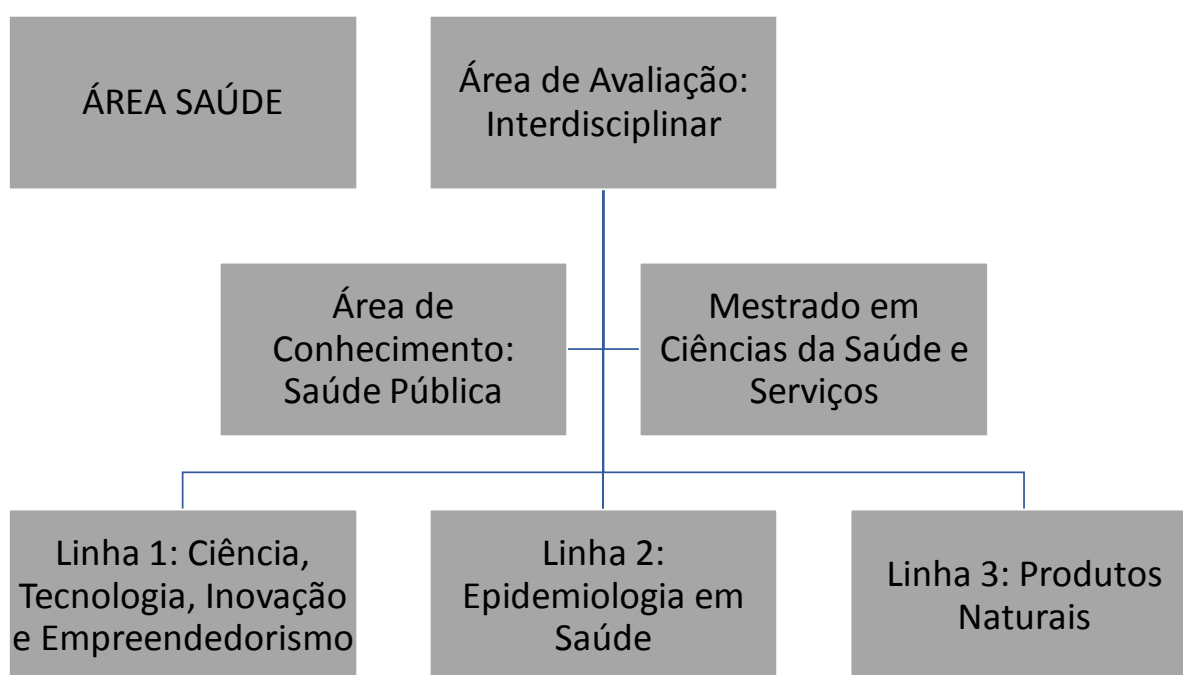 ÁREA SAÚDE
Área de Avaliação:
Interdisciplinar
Área de
Conhecimento:
Saúde Pública
Mestrado em
Ciências da Saúde e
Serviços
Linha 1: Ciência,
Tecnologia, Inovação
e Empreendedorismo
Linha 2:
Epidemiologia em
Saúde
Linha 3: Produtos
Naturais